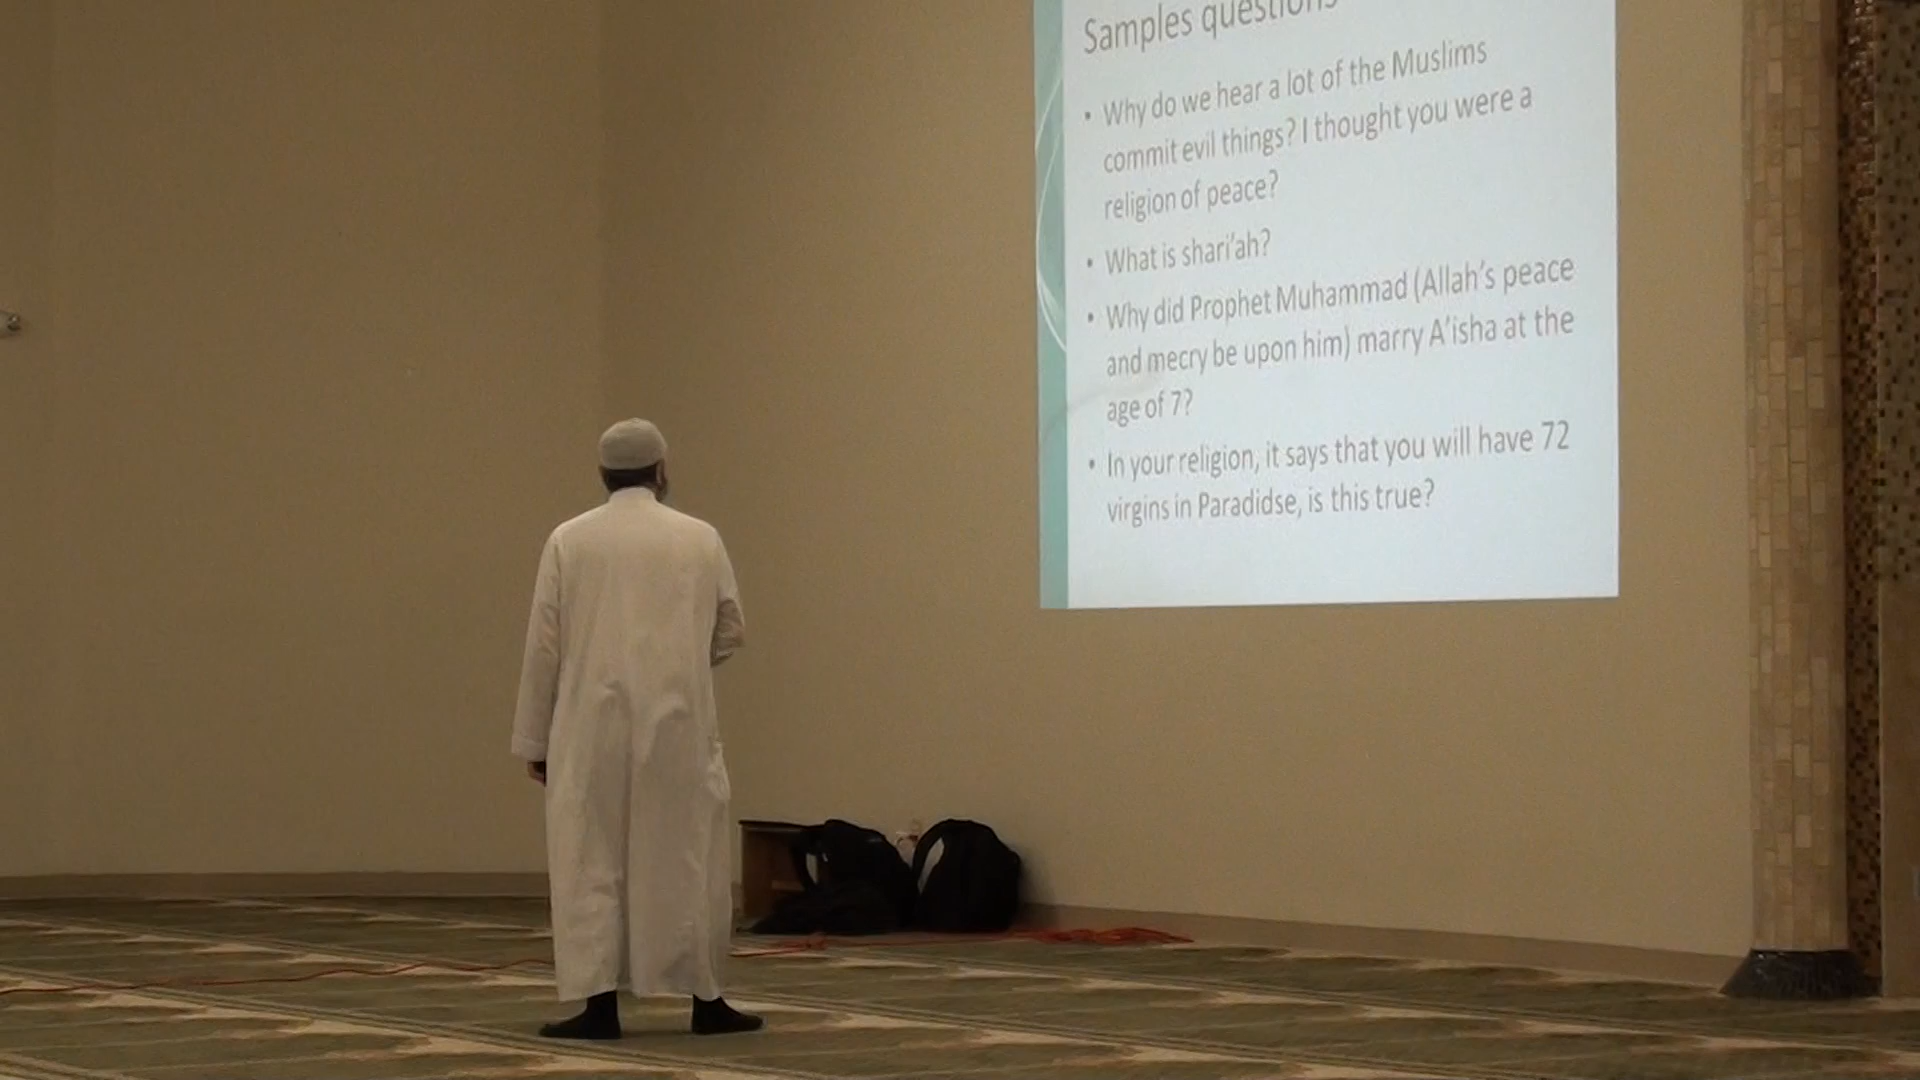 Samples questions
• Why do we hear a lot of the Muslims
commit evil things? I thought you were a
religion of peace?
• What is shari'ah?
• Why did Prophet Muhammad (Allah's peace
and mecry be upon him) marry A'isha at the
age of 7?
• In your religion, it says that you will have 72
virgins in Paradidse, is this true?